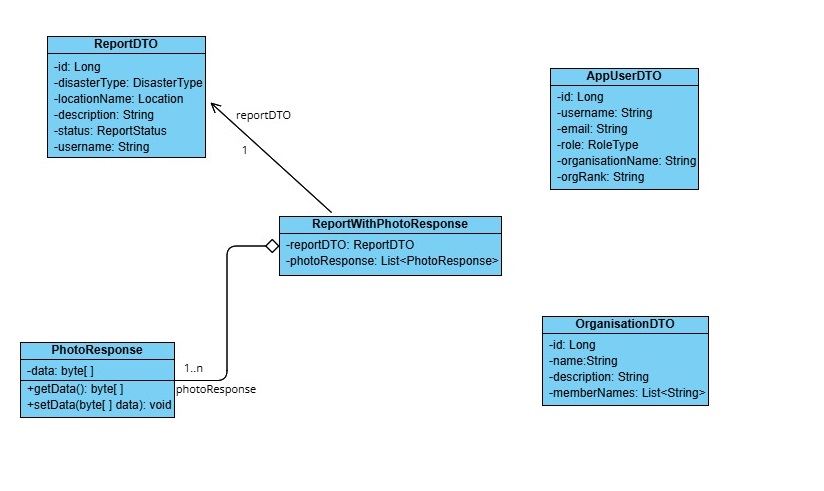 ReportDTO
-id: Long
-disasterType: DisasterType
-locationName: Location
-description: String
-status: ReportStatus
-username: String
reportDTO
1
AppUserDTO
-id: Long
-username: String
-email: String
-role: RoleType
-organisationName: String
-orgRank: String
ReportWithPhotoResponse
-reportDTO: ReportDTO
-photoResponse: List<PhotoResponse>
PhotoResponse
-data: byte[ ]
+getData(): byte[ ]
+setData(byte[ ] data): void
1..n
photoResponse
OrganisationDTO
-id: Long
-name:String
-description: String
-memberNames: List<String>